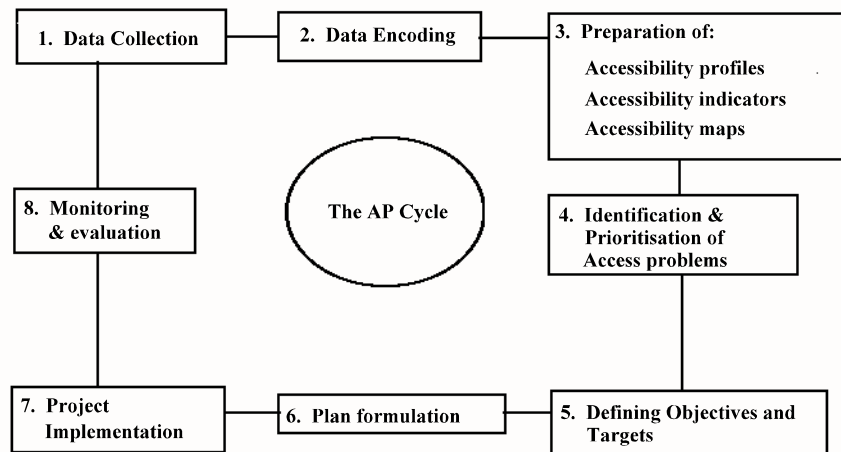 1. Data Collection
2. Data Encoding
3. Preparation of:
Accessibility profiles
Accessibility indicators
Accessibility maps
The AP Cycle
8. Monitoring
& evaluation
4. Identification &
Prioritisation of
Access problems
7. Project
Implementation
6. Plan formulation
5. Defining Objectives and
Targets